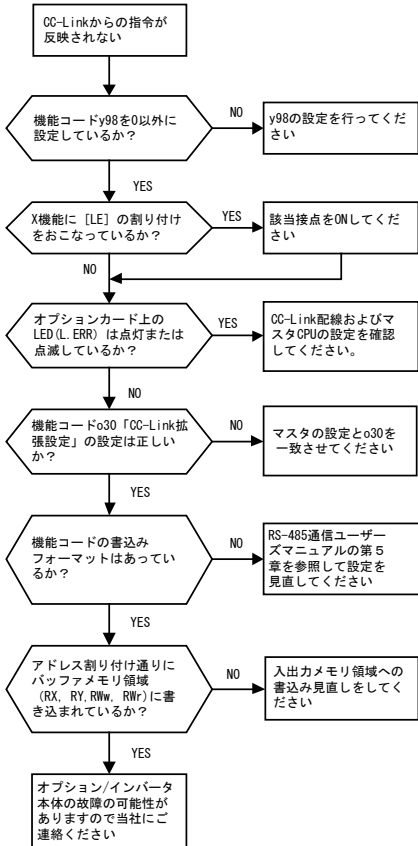 CC-Linkからの指令が
反映されない
機能コードy98を0以外に
設定しているか？
NO
y98の設定を行ってくだ
さい
YES
X機能に [LE] の割り付け
をおこなっているか？
YES
該当接点をONしてくだ
さい
NO
オプションカード上の
LED(L.ERR) は点灯または
点滅しているか？
YES
CC-Link配線およびマ
スタCPUの設定を確認
してください。
NO
機能コードo30「CC-Link拡
張設定」の設定は正しい
か？
NO
マスタの設定とo30を
一致させてください
YES
機能コードの書込み
フォーマットはあってい
るか？
NO
RS-485通信ユーザー
ズマニュアルの第５
章を参照して設定を
見直してください
YES
アドレス割り付け通りに
バッファメモリ領域
(RX, RY,RWw, RWr)に書
き込まれているか？
NO
入出力メモリ領域への
書込み見直しをしてく
ださい
YES
オプション/インバータ
本体の故障の可能性が
ありますので当社にご
連絡ください